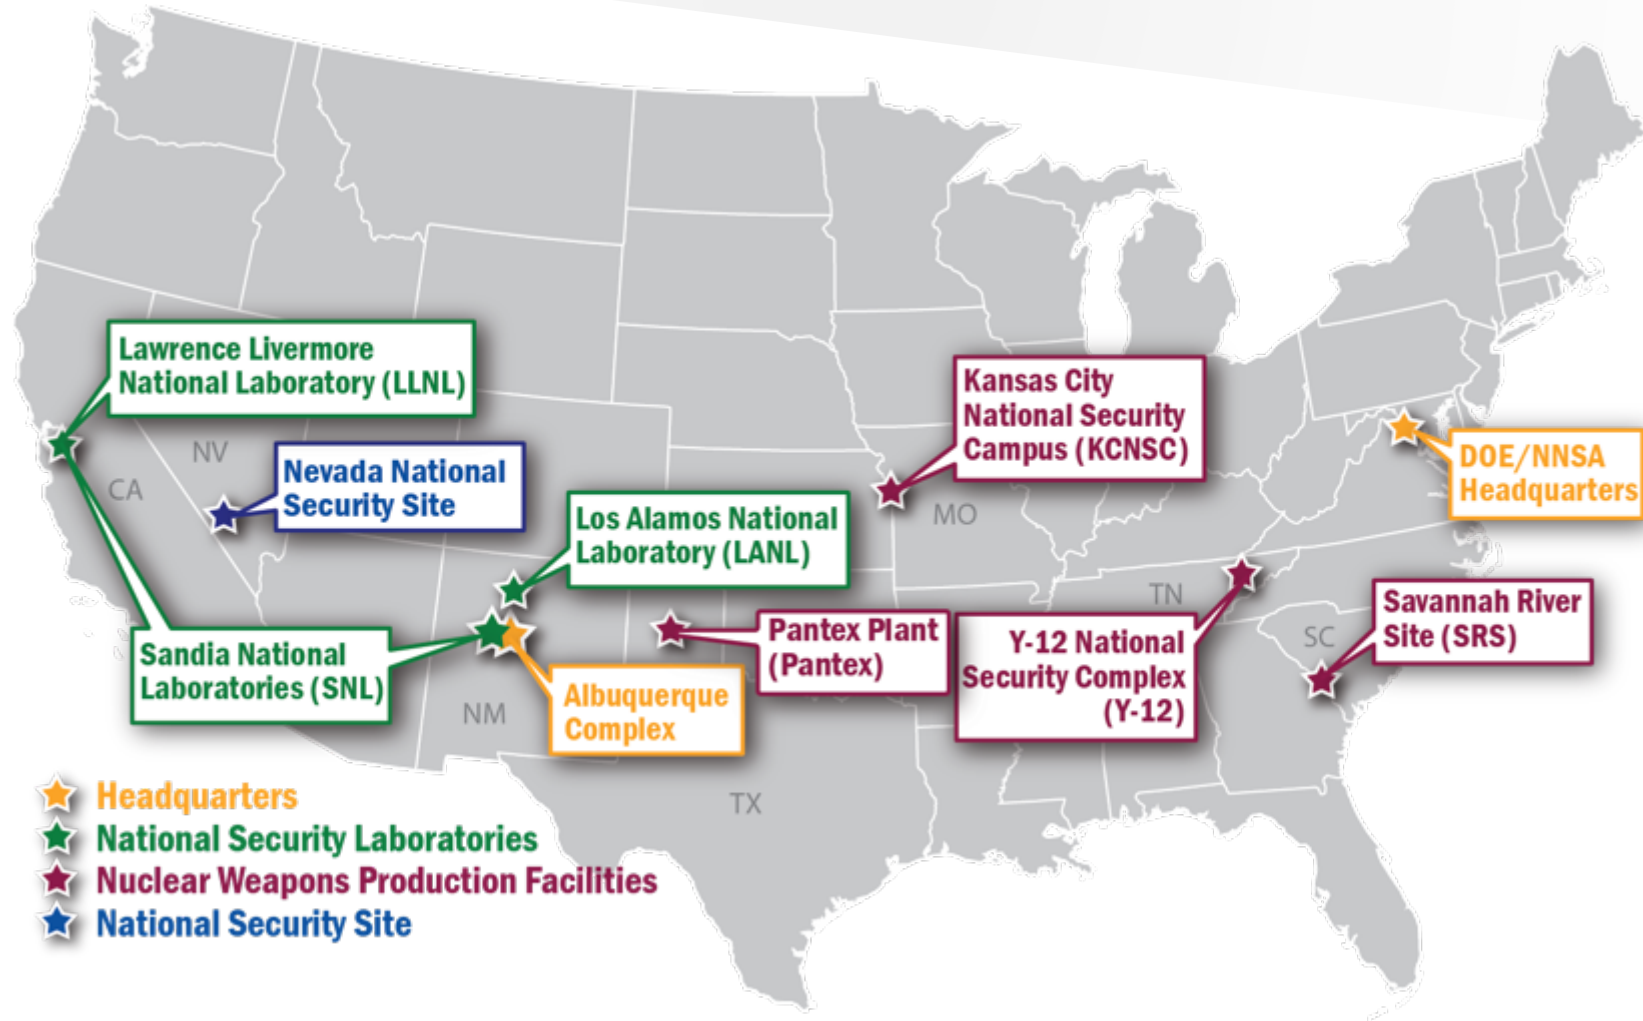 Lawrence Livermore
National Laboratory (LLNL)
NV
CA
Nevada National
Security Site
Los Alamos National
Laboratory (LANL)
Kansas City
National Security
Campus (KCNSC)
MO
DOE/NNSA
Headquarters
TN
SC
Savannah River
Site (SRS)
Pantex Plant
(Pantex)
Y-12 National
Security Complex
(Y-12)
Sandia National
Laboratories (SNL)
NM
Albuquerque
Complex
TX
Headquarters
National Security Laboratories
Nuclear Weapons Production Facilities
National Security Site